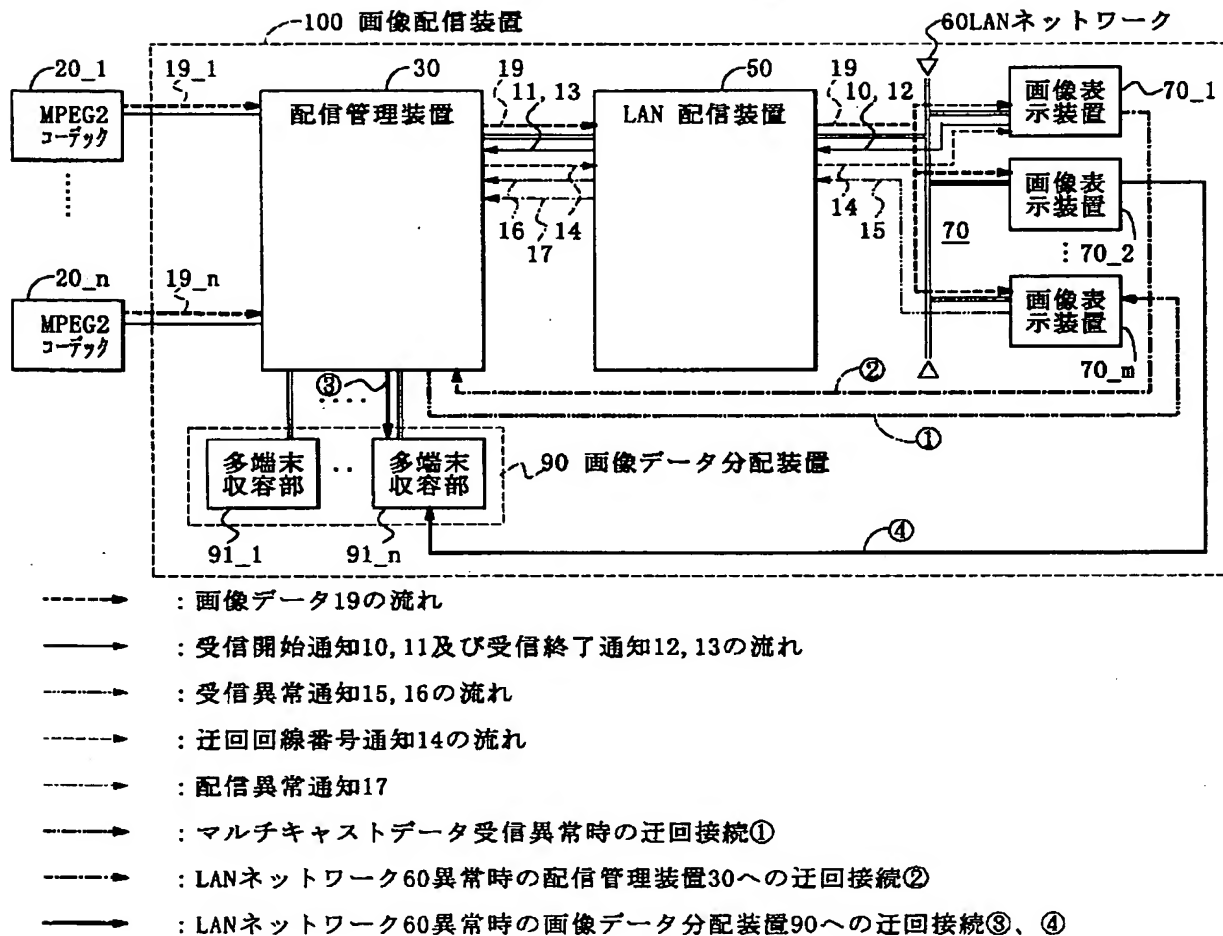 100 画像配信装置
60LANネットワーク
20_1
19_1
30
19
11, 13
50
19
10, 12
MPEG2
コーデック
配信管理装置
LAN 配信装置
画像表
示装置
70_1
画像表
示装置
16
14
17
14
15
70
70_2
20_n
19_n
MPEG2
コーデック
画像表
示装置
70_m
③
②
①
多端末
収容部
多端末
収容部
90 画像データ分配装置
91_1
91_n
④
:画像データ19の流れ
:受信開始通知10,11及び受信終了通知12,13の流れ
:受信異常通知15,16の流れ
:迂回回線番号通知14の流れ
:配信異常通知17
:マルチキャストデータ受信異常時の迂回接続①
:LANネットワーク60異常時の配信管理装置30への迂回接続②
:LANネットワーク60異常時の画像データ分配装置90への迂回接続③、④